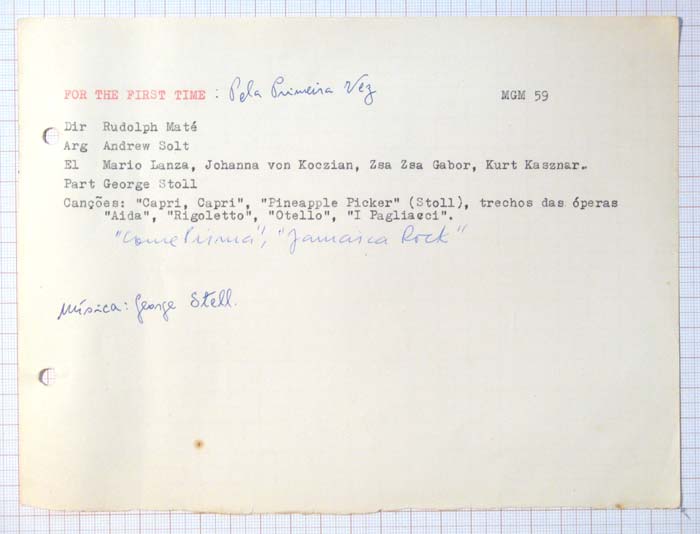 FOR THE FIRST TIME : Pela Primeira Vez MGM 59
Dir Rudolph Maté
Arg Andrew Solt
El Mario Lanza, Johanna von Koczian, Zsa Zsa Gabor, Kurt Kasznar.
Part George Stoll
Canções: "Capri, Capri", "Pineapple Picker" (Stoll), trechos das óperas
"Aida", "Rigoletto", "Otello", "I Pagliacci".
"Come Prima", "Jamaica Rock"
Música: George Stoll.